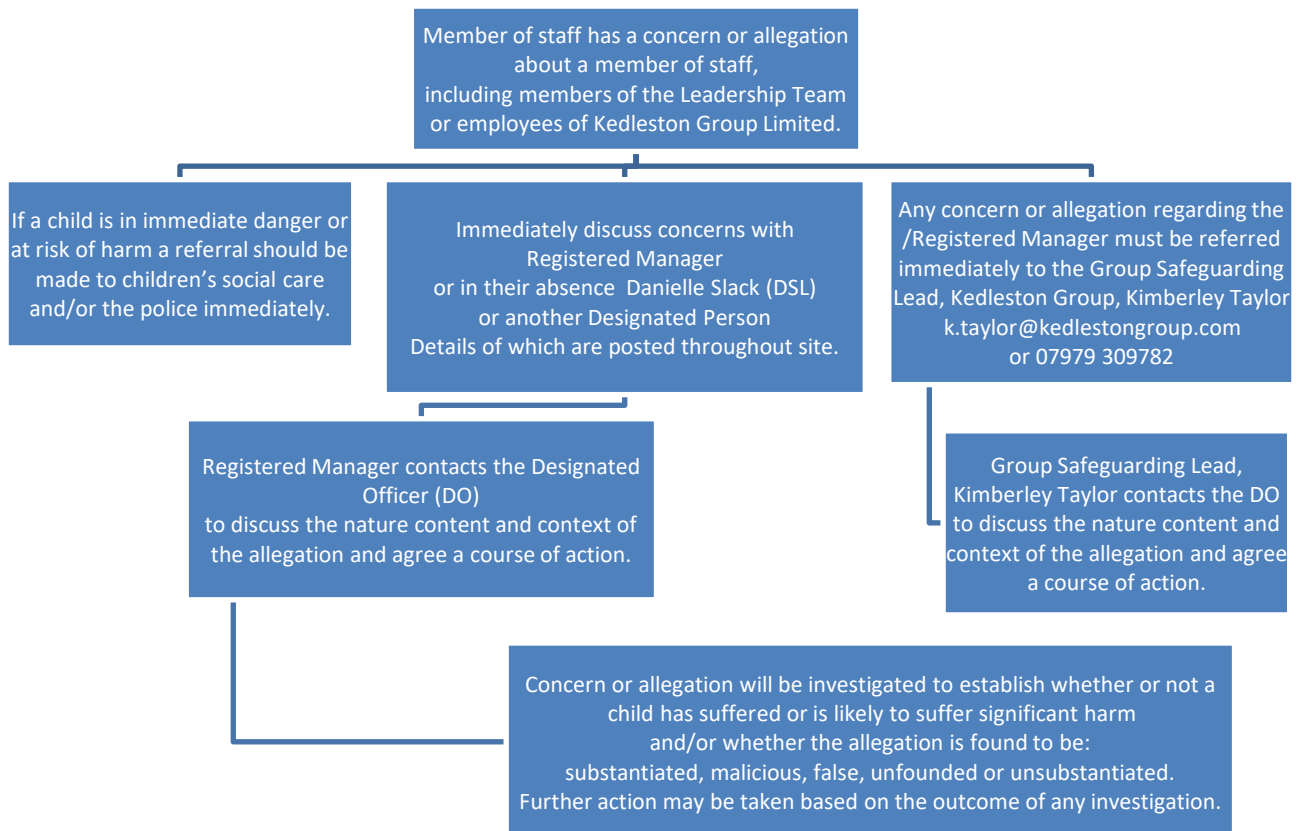 Member of staff has a concern or allegation
about a member of staff,
including members of the Leadership Team
or employees of Kedleston Group Limited.
If a child is in immediate danger or
at risk of harm a referral should be
made to children’s social care
and/or the police immediately.
Immediately discuss concerns with
Registered Manager
or in their absence Danielle Slack (DSL)
or another Designated Person
Details of which are posted throughout site.
Any concern or allegation regarding the
/Registered Manager must be referred
immediately to the Group Safeguarding
Lead, Kedleston Group, Kimberley Taylor
k.taylor@kedlestongroup.com
or 07979 309782
Registered Manager contacts the Designated
Officer (DO)
to discuss the nature content and context of
the allegation and agree a course of action.
Group Safeguarding Lead,
Kimberley Taylor contacts the DO
to discuss the nature content and
context of the allegation and agree
a course of action.
Concern or allegation will be investigated to establish whether or not a
child has suffered or is likely to suffer significant harm
and/or whether the allegation is found to be:
substantiated, malicious, false, unfounded or unsubstantiated.
Further action may be taken based on the outcome of any investigation.